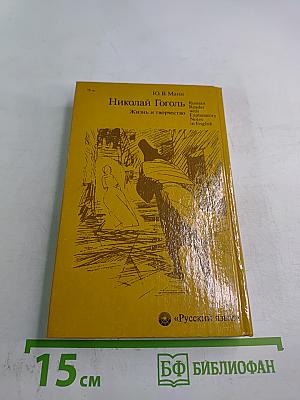 Ю. В. Манн
Николай Гоголь
Жизнь и творчество
Russian
Reader
with
Explanatory
Notes
in English
«Русский язык»
15 см
БФ БИБЛИОФАН